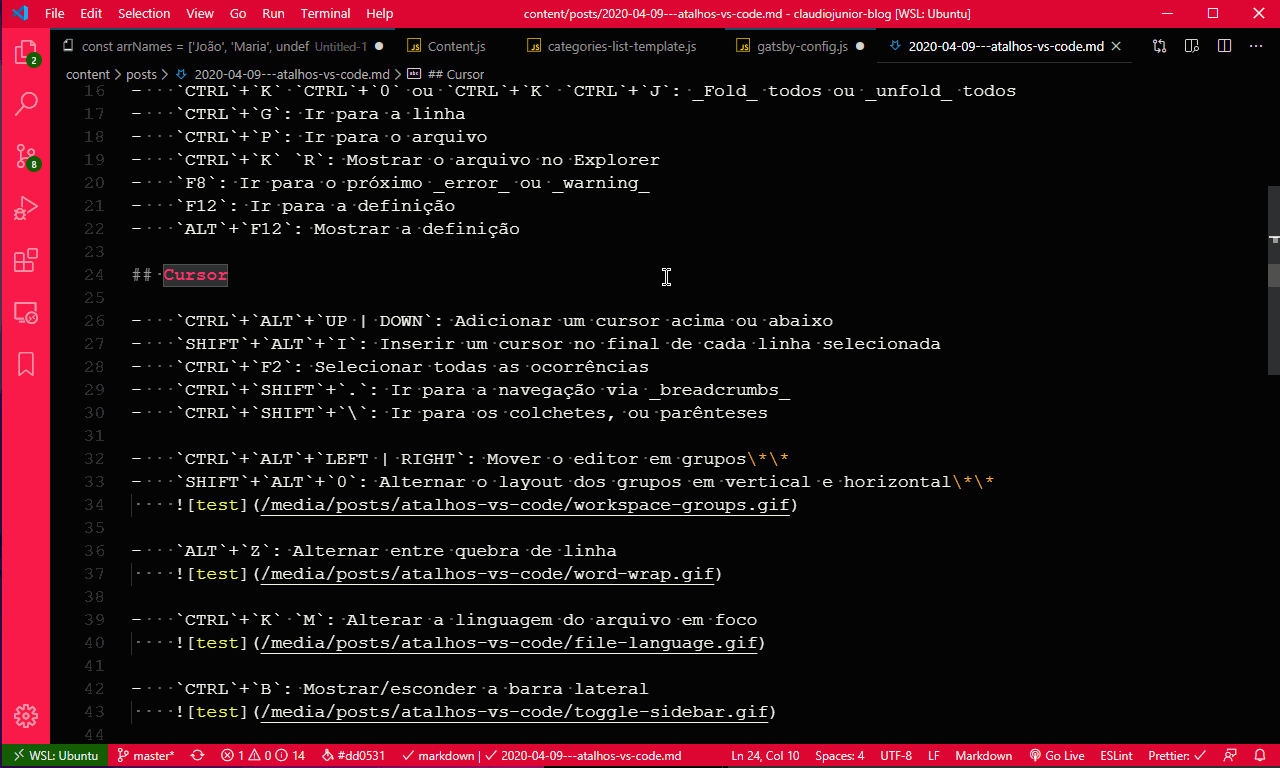 File Edit Selection View Go Run Terminal Help content/posts/2020-04-09---atalhos-vs-code.md - claudiojunior-blog [WSL: Ubuntu]
const arrNames = ['João', 'Maria', undef Untitled-1 JS Content.js JS categories-list-template.js JS gatsby-config.js 2020-04-09---atalhos-vs-code.md
content > posts > 2020-04-09---atalhos-vs-code.md > abc ## Cursor
2
8
16 - `CTRL`+`K` `CTRL`+`0` ou `CTRL`+`K` `CTRL`+`J`: _Fold_ todos ou _unfold_ todos
17 - `CTRL`+`G`: Ir para a linha
18 - `CTRL`+`P`: Ir para o arquivo
19 - `CTRL`+`K` `R`: Mostrar o arquivo no Explorer
20 - `F8`: Ir para o próximo _error_ ou _warning_
21 - `F12`: Ir para a definição
22 - `ALT`+`F12`: Mostrar a definição
23
24 ## Cursor
25
26 - `CTRL`+`ALT`+`UP | DOWN`: Adicionar um cursor acima ou abaixo
27 - `SHIFT`+`ALT`+`I`: Inserir um cursor no final de cada linha selecionada
28 - `CTRL`+`F2`: Selecionar todas as ocorrências
29 - `CTRL`+`SHIFT`+`.`: Ir para a navegação via _breadcrumbs_
30 - `CTRL`+`SHIFT`+`\`: Ir para os colchetes, ou parênteses
31
32 - `CTRL`+`ALT`+`LEFT | RIGHT`: Mover o editor em grupos\*\*
33 - `SHIFT`+`ALT`+`0`: Alternar o layout dos grupos em vertical e horizontal\*\*
34 ![test](/media/posts/atalhos-vs-code/workspace-groups.gif)
35
36 - `ALT`+`Z`: Alternar entre quebra de linha
37 ![test](/media/posts/atalhos-vs-code/word-wrap.gif)
38
39 - `CTRL`+`K` `M`: Alterar a linguagem do arquivo em foco
40 ![test](/media/posts/atalhos-vs-code/file-language.gif)
41
42 - `CTRL`+`B`: Mostrar/esconder a barra lateral
43 ![test](/media/posts/atalhos-vs-code/toggle-sidebar.gif)
44
WSL: Ubuntu master* 1 0 14 #dd0531 markdown | 2020-04-09---atalhos-vs-code.md Ln 24, Col 10 Spaces: 4 UTF-8 LF Markdown Go Live ESLint Prettier: